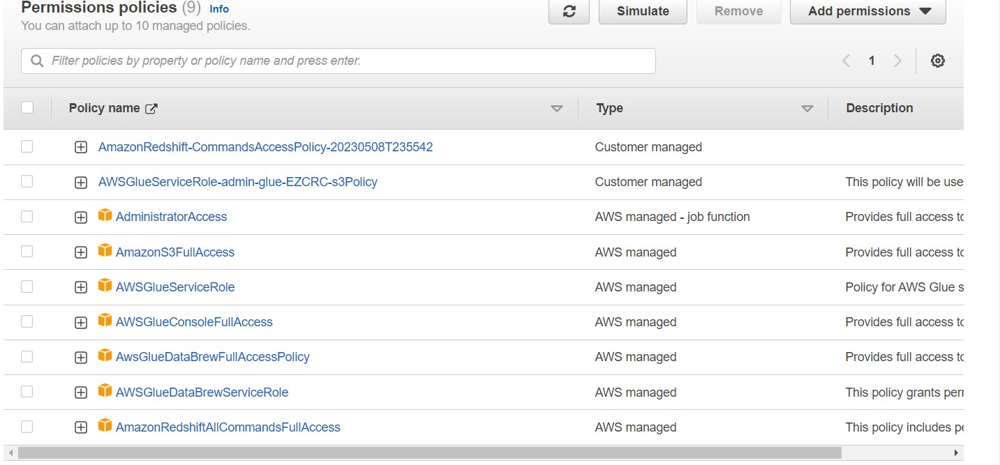 Permissions policies (9) Info
Simulate
Remove
Add permissions
You can attach up to 10 managed policies.
Filter policies by property or policy name and press enter.
1
Policy name
Type
Description
AmazonRedshift-CommandsAccessPolicy-20230508T235542
Customer managed
AWSGlueServiceRole-admin-glue-EZCRC-s3Policy
Customer managed
This policy will be use
AdministratorAccess
AWS managed - job function
Provides full access to
AmazonS3FullAccess
AWS managed
Provides full access to
AWSGlueServiceRole
AWS managed
Policy for AWS Glue s
AWSGlueConsoleFullAccess
AWS managed
Provides full access to
AwsGlueDataBrewFullAccessPolicy
AWS managed
Provides full access to
AWSGlueDataBrewServiceRole
AWS managed
This policy grants perr
AmazonRedshiftAllCommandsFullAccess
AWS managed
This policy includes pe